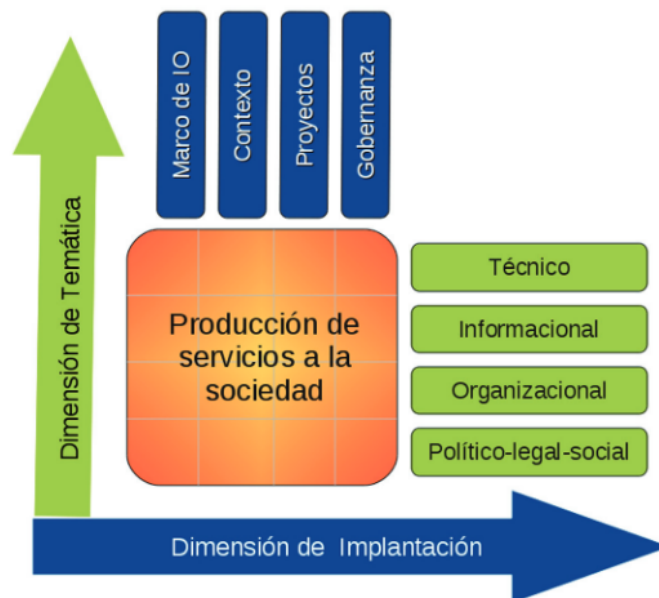 Marco de IO
Contexto
Proyectos
Gobernanza
Dimensión de Temática
Producción de
servicios a la
sociedad
Técnico
Informacional
Organizacional
Político-legal-social
Dimensión de Implantación